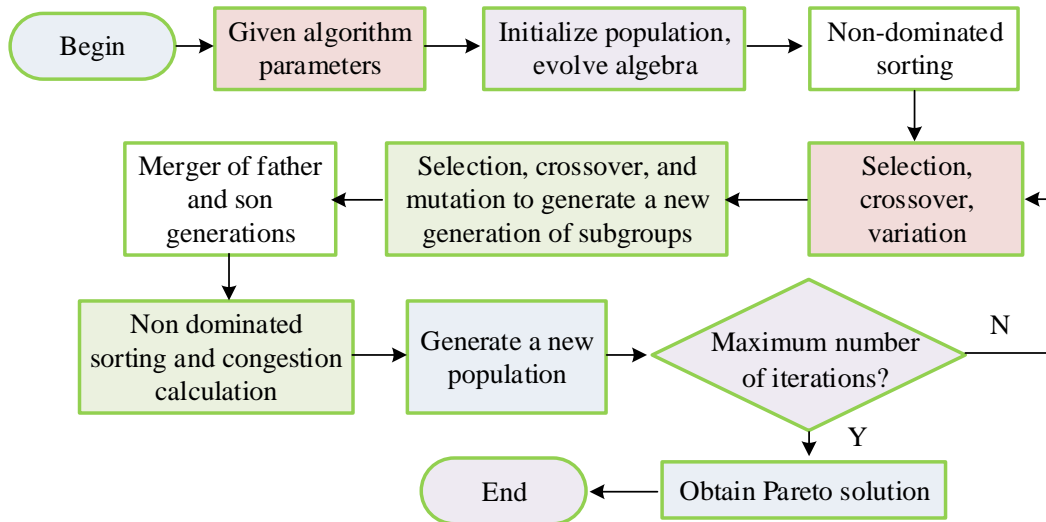 Begin
Given algorithm
parameters
Initialize population,
evolve algebra
Non-dominated
sorting
Merger of father
and son
generations
Selection, crossover, and
mutation to generate a new
generation of subgroups
Selection,
crossover,
variation
Non dominated
sorting and congestion
calculation
Generate a new
population
Maximum number
of iterations?
N
Y
End
Obtain Pareto solution